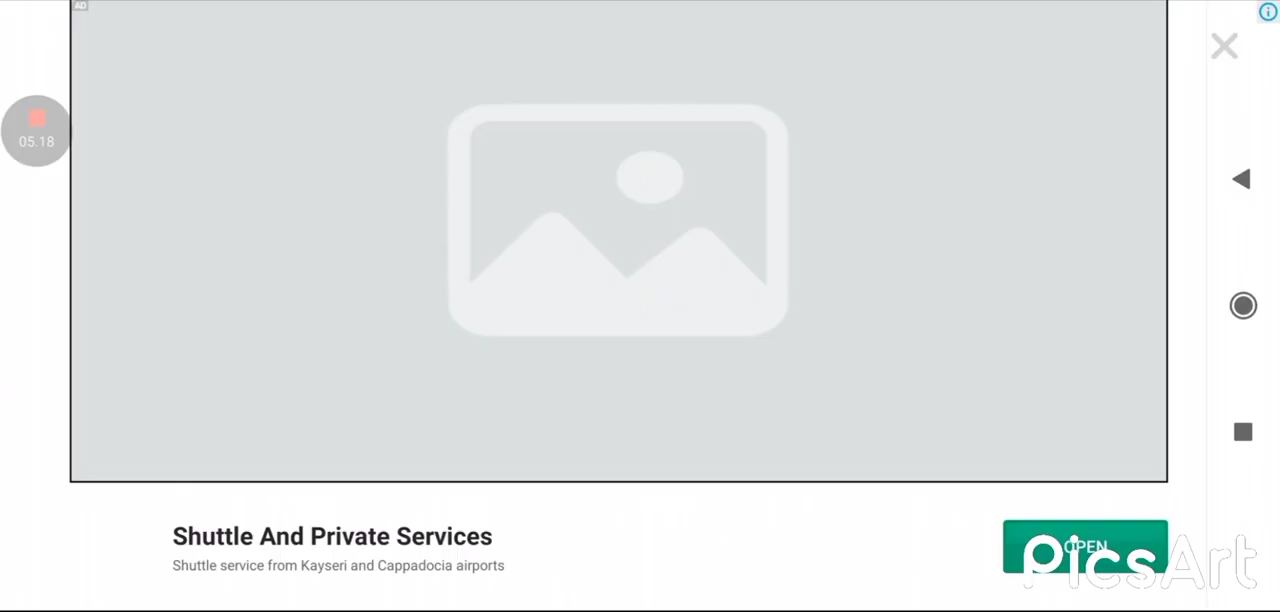 AD
05.18
Shuttle And Private Services
Shuttle service from Kayseri and Cappadocia airports
OPEN
PicsArt